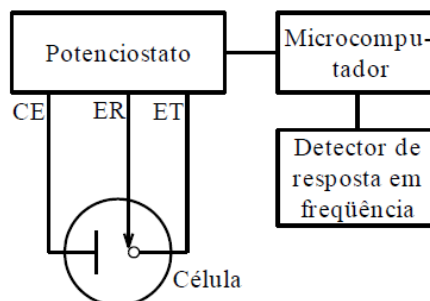 Potenciostato
Microcompu-
tador
CE
ER
ET
Detector de
resposta em
freqüência
Célula